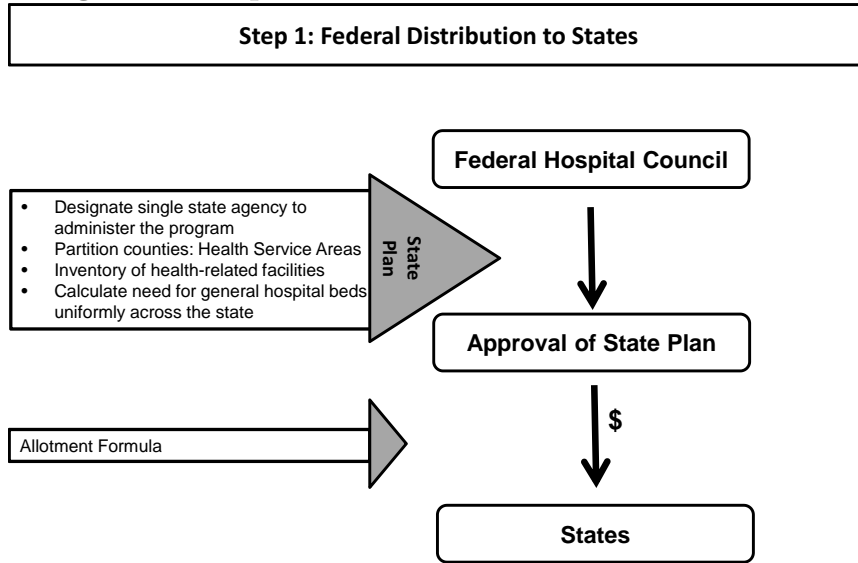 Step 1: Federal Distribution to States
Federal Hospital Council
• Designate single state agency to
administer the program
• Partition counties: Health Service Areas
• Inventory of health-related facilities
• Calculate need for general hospital beds
uniformly across the state
State
Plan
Approval of State Plan
$
Allotment Formula
States